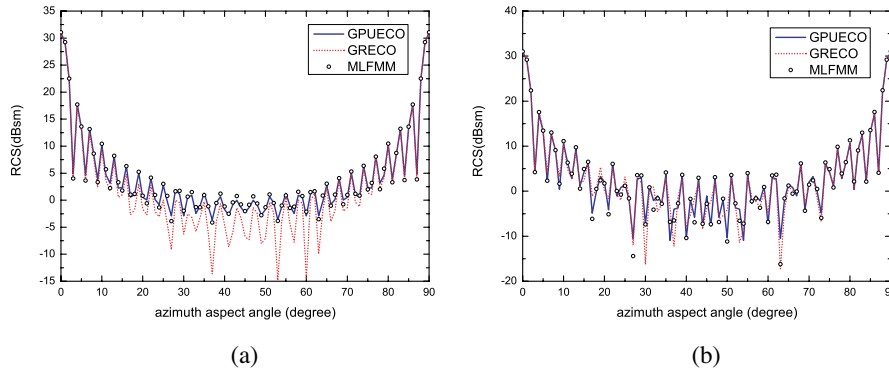 35
30
25
20
15
10
5
0
-5
-10
-15
RCS(dBsm)
GPUECO
GRECO
MLFMM
0 10 20 30 40 50 60 70 80 90
azimuth aspect angle (degree)
(a)
40
30
20
10
0
-10
-20
RCS(dBsm)
GPUECO
GRECO
MLFMM
0 10 20 30 40 50 60 70 80 90
azimuth aspect angle (degree)
(b)